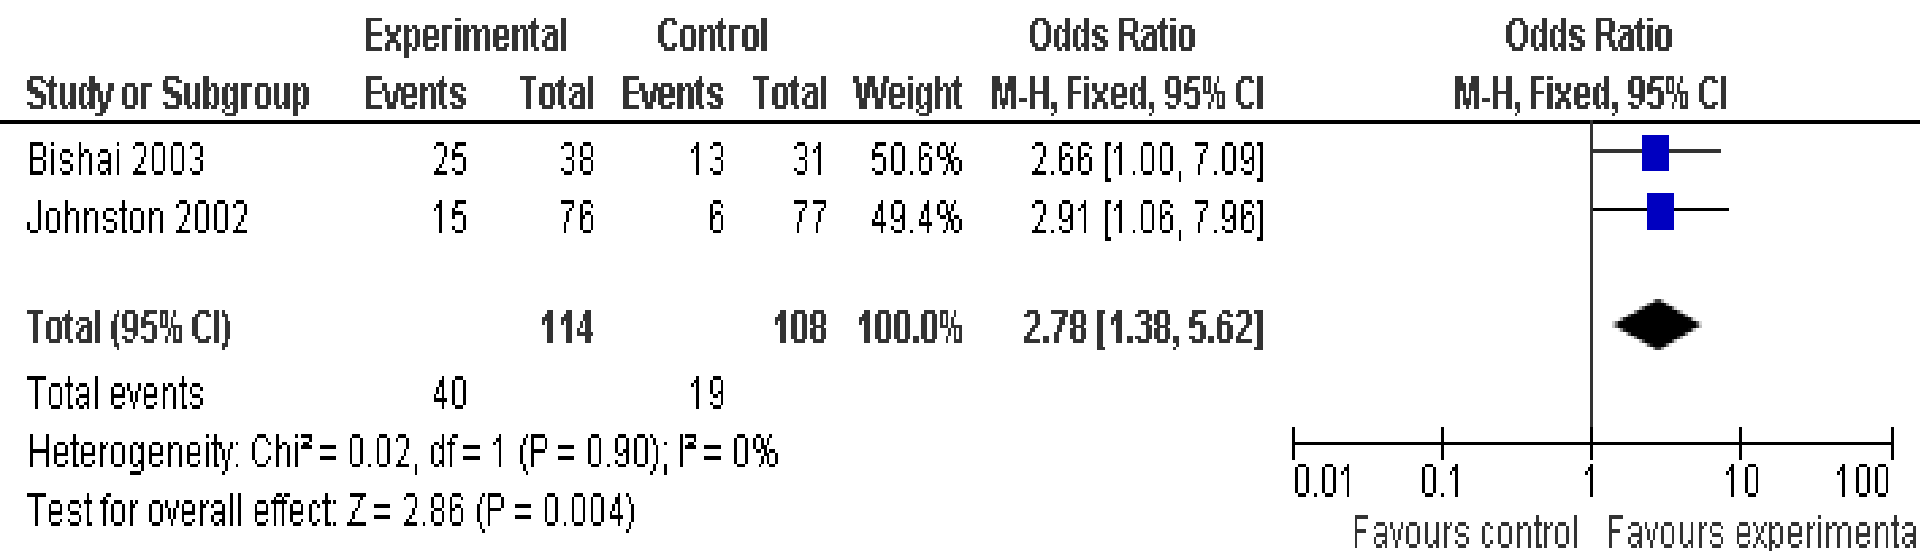 Experimental Control Odds Ratio Odds Ratio
Study or Subgroup Events Total Events Total Weight M-H, Fixed, 95% CI M-H, Fixed, 95% CI
Bishai 2003 25 38 13 31 50.6% 2.66 [1.00, 7.09]
Johnston 2002 15 76 6 77 49.4% 2.91 [1.06, 7.96]
Total (95% CI) 114 108 100.0% 2.78 [1.38, 5.62]
Total events 40 19
Heterogeneity: Chi² = 0.02, df = 1 (P = 0.90); I² = 0%
Test for overall effect: Z = 2.86 (P = 0.004)
0.01 0.1 1 10 100
Favours control Favours experimenta